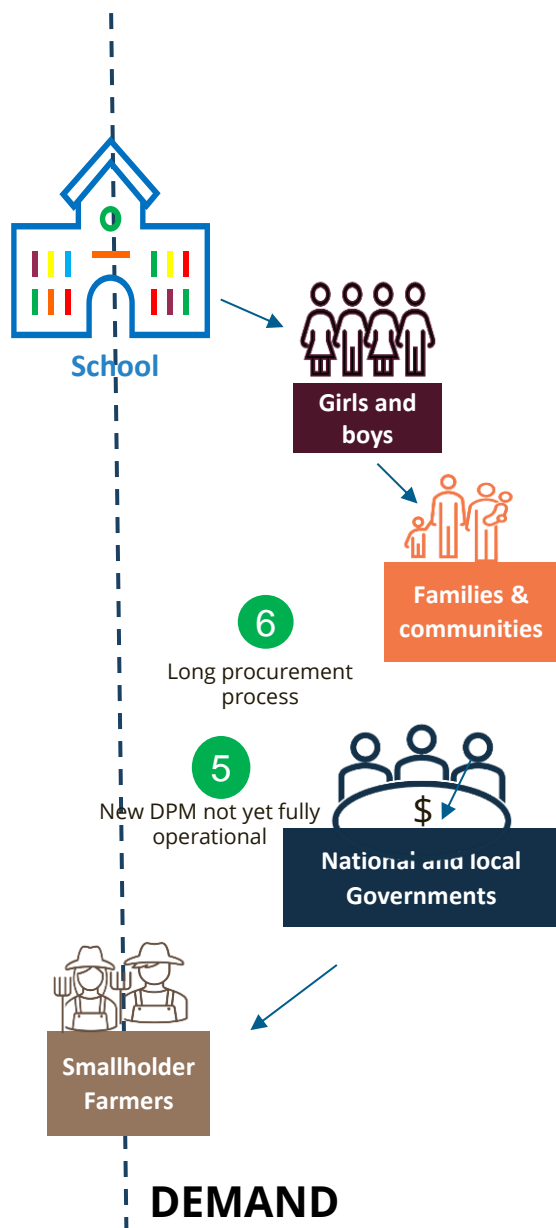 School
Girls and
boys
Families &
communities
6
Long procurement
process
5
New DPM not yet fully
operational
$
National and local
Governments
Smallholder
Farmers
DEMAND